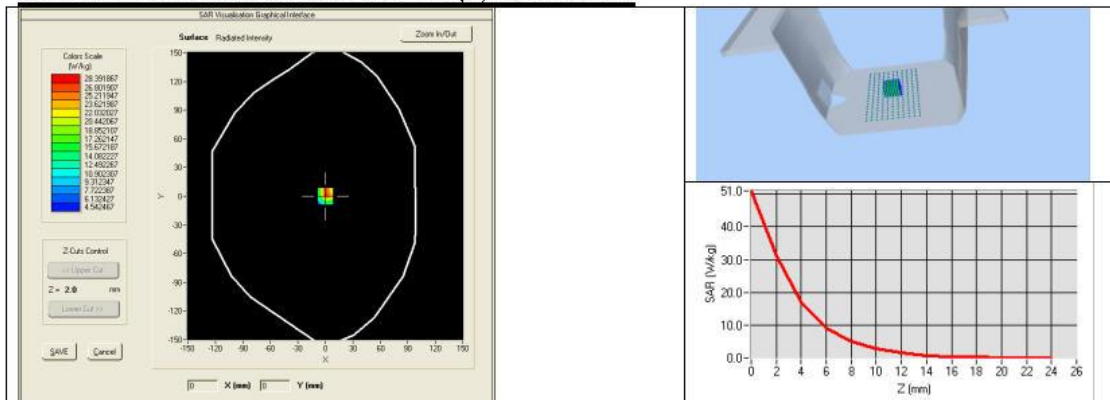 SAR Visualisation Graphical Interface
Surface Radiated Intensity
Zoom In/Out
Colors Scale
(W/kg)
28.391867
26.801907
25.211947
23.621987
22.032027
20.442067
18.852107
17.262147
15.672187
14.082227
12.492267
10.902307
9.312347
7.722387
6.132427
4.542467
150
120
90
60
30
0
-30
-60
-90
-120
-150
Y
-150 -120 -90 -60 -30 0 30 60 90 120 150
X
Z-Cuts Control
<< Upper Cut
Z = 2.0 mm
Lower Cut >>
SAVE Cancel
0 X (mm) 0 Y (mm)
51.0
40.0
30.0
20.0
10.0
0.0
SAR (W/kg)
0 2 4 6 8 10 12 14 16 18 20 22 24 26
Z (mm)